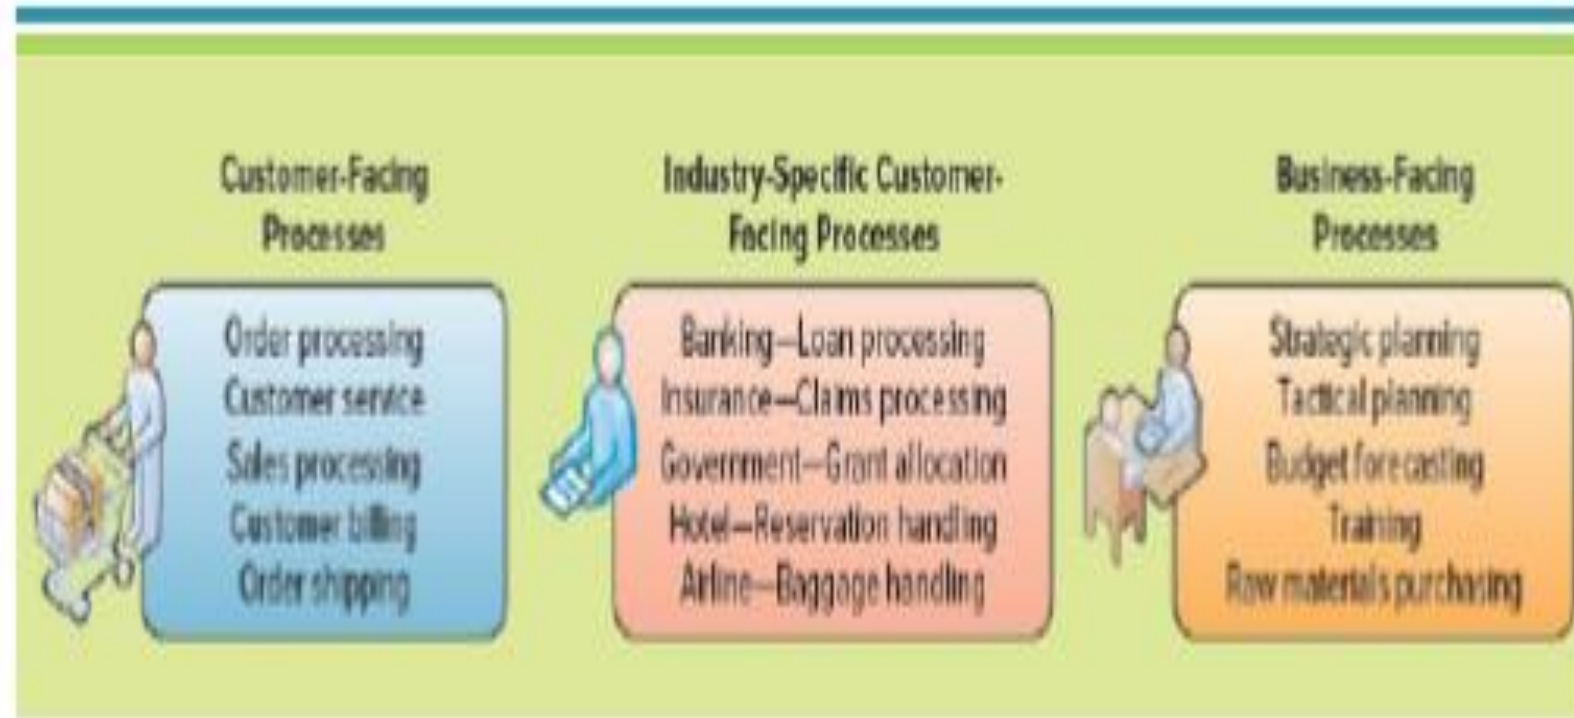 Customer-Facing
Processes
Order processing
Customer service
Sales processing
Customer billing
Order shipping
Industry-Specific Customer-
Facing Processes
Banking—Loan processing
Insurance—Claims processing
Government—Grant allocation
Hotel—Reservation handling
Airline—Baggage handling
Business-Facing
Processes
Strategic planning
Tactical planning
Budget forecasting
Training
Raw materials purchasing